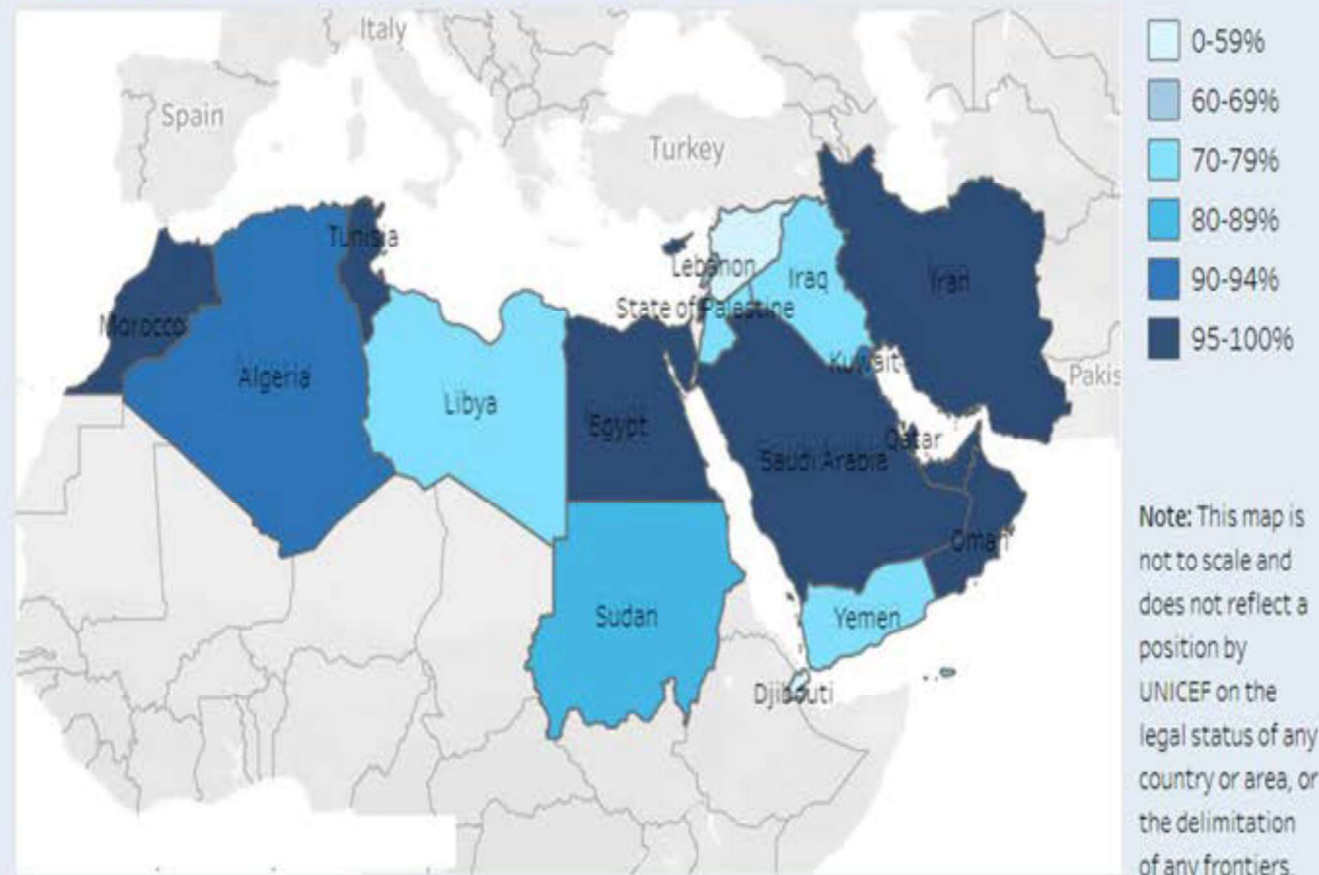 Italy
Spain
Turkey
Tunisia
Lebanon
Iraq
Iran
State of Palestine
Morocco
Kuwait
Algeria
Pakis
Libya
Egypt
Qatar
Saudi Arabia
Oman
Sudan
Yemen
Djibouti
0-59%
60-69%
70-79%
80-89%
90-94%
95-100%
Note: This map is
not to scale and
does not reflect a
position by
UNICEF on the
legal status of any
country or area, or
the delimitation
of any frontiers.